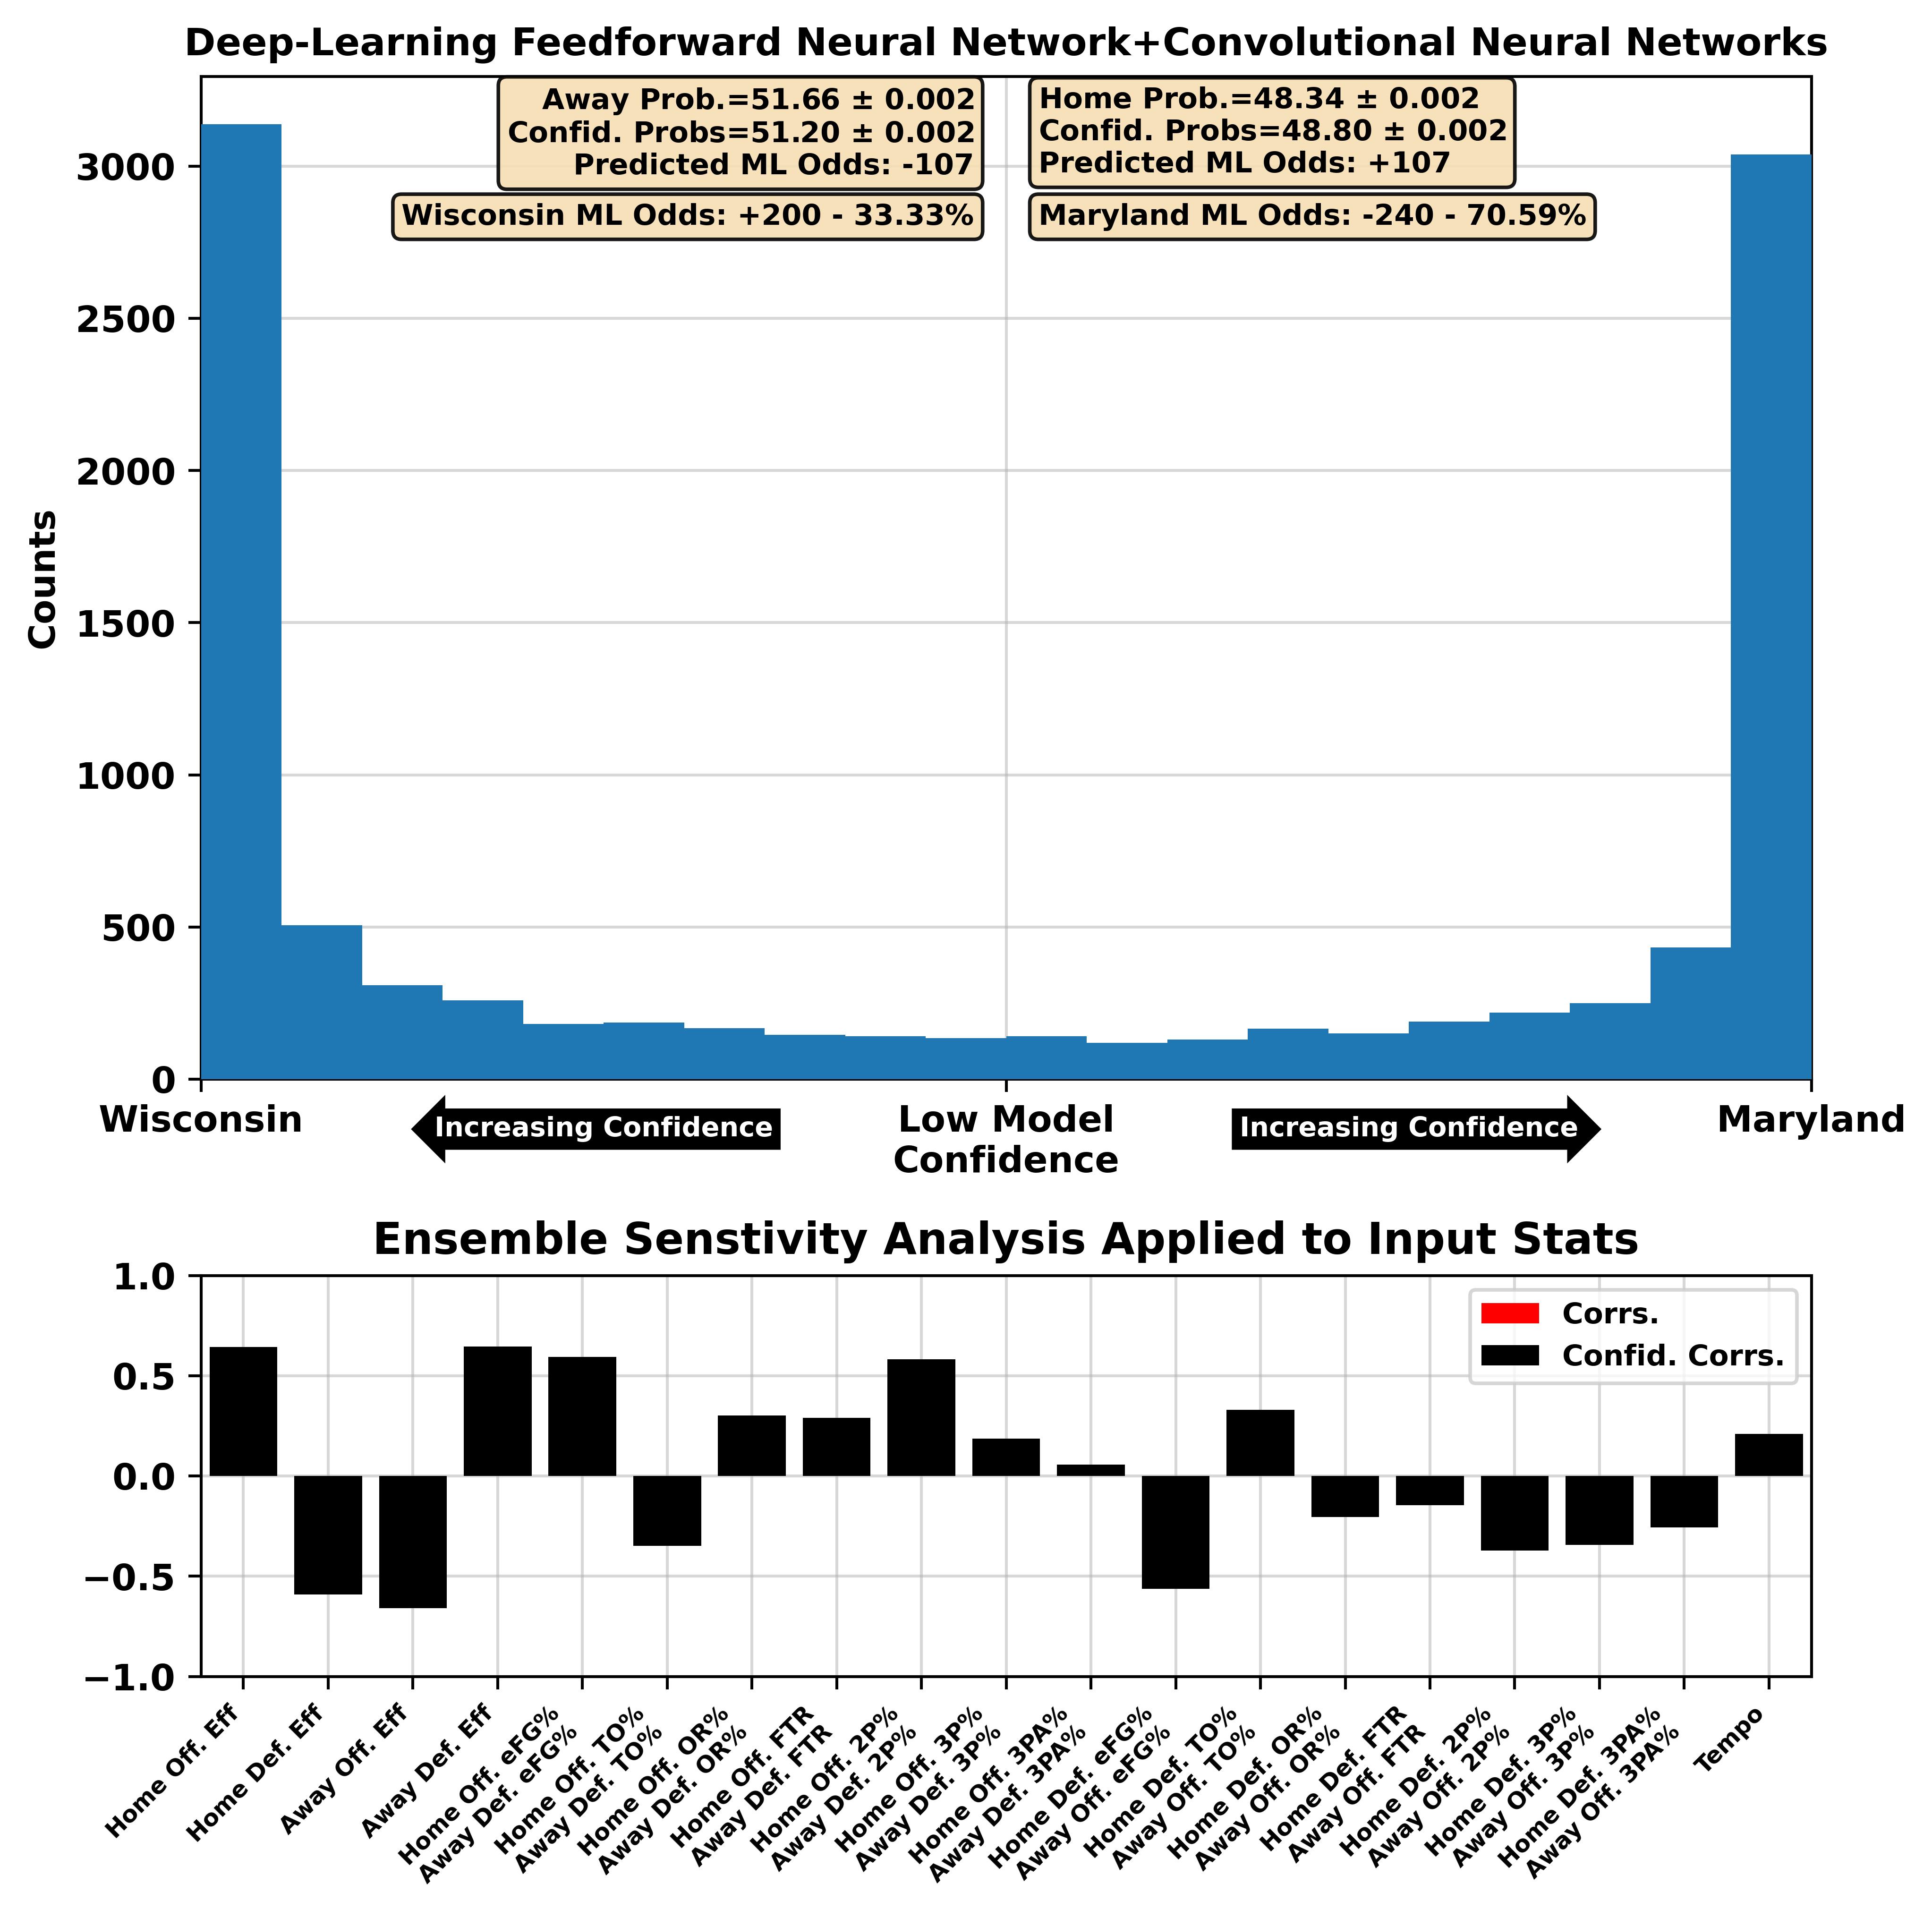 Deep-Learning Feedforward Neural Network+Convolutional Neural Networks
Away Prob.=51.66 ± 0.002
Confid. Probs=51.20 ± 0.002
Predicted ML Odds: -107
Home Prob.=48.34 ± 0.002
Confid. Probs=48.80 ± 0.002
Predicted ML Odds: +107
Wisconsin ML Odds: +200 - 33.33%
Maryland ML Odds: -240 - 70.59%
Counts
3000
2500
2000
1500
1000
500
0
Wisconsin
Increasing Confidence
Low Model
Confidence
Increasing Confidence
Maryland
Ensemble Senstivity Analysis Applied to Input Stats
1.0
0.5
0.0
−0.5
−1.0
Corrs.
Confid. Corrs.
Home Off. Eff
Home Def. Eff
Away Off. Eff
Away Def. Eff
Home Off. eFG%
Away Def. eFG%
Home Off. TO%
Away Def. TO%
Home Off. OR%
Away Def. OR%
Home Off. FTR
Away Def. FTR
Home Off. 2P%
Away Def. 2P%
Home Off. 3P%
Away Def. 3P%
Home Off. 3PA%
Away Def. 3PA%
Home Def. eFG%
Away Off. eFG%
Home Def. TO%
Away Off. TO%
Home Def. OR%
Away Off. OR%
Home Def. FTR
Away Off. FTR
Home Def. 2P%
Away Off. 2P%
Home Def. 3P%
Away Off. 3P%
Home Def. 3PA%
Away Off. 3PA%
Tempo